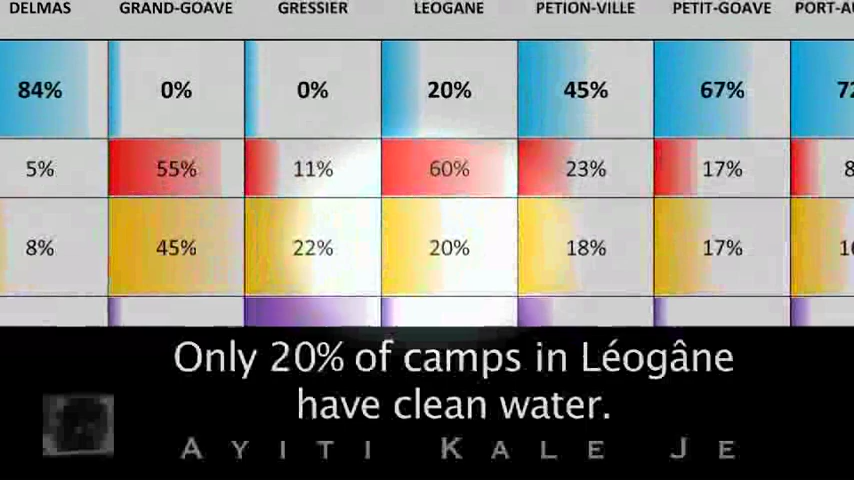 DELMAS GRAND-GOAVE GRESSIER LEOGANE PETION-VILLE PETIT-GOAVE
84% 0% 0% 20% 45% 67%
5% 55% 11% 60% 23% 17%
8% 45% 22% 20% 18% 17%
Only 20% of camps in Léogâne
have clean water.
AYITI KALE JE